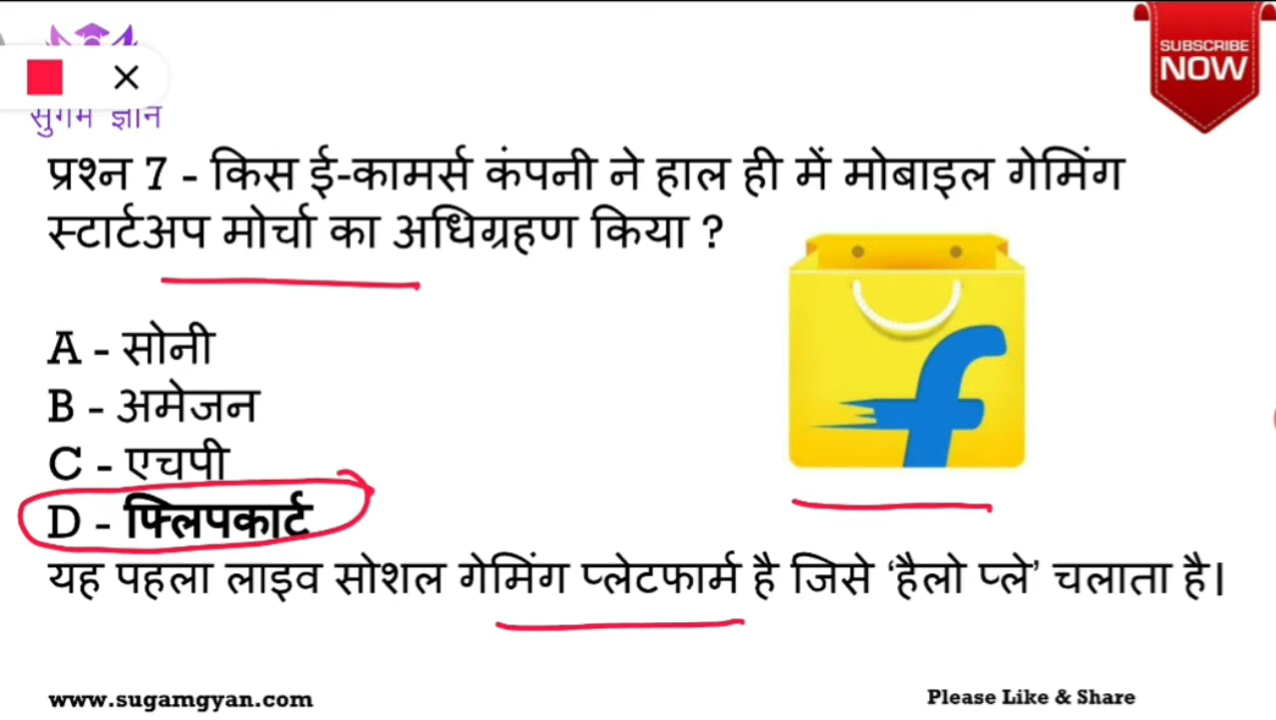 SUBSCRIBE
NOW
सुगम ज्ञान
प्रश्न 7 - किस ई-कामर्स कंपनी ने हाल ही में मोबाइल गेमिंग
स्टार्टअप मोर्चा का अधिग्रहण किया ?
A - सोनी
B - अमेजन
C - एचपी
D - फ्लिपकार्ट
यह पहला लाइव सोशल गेमिंग प्लेटफार्म है जिसे ‘हैलो प्ले’ चलाता है।
www.sugamgyan.com
Please Like & Share